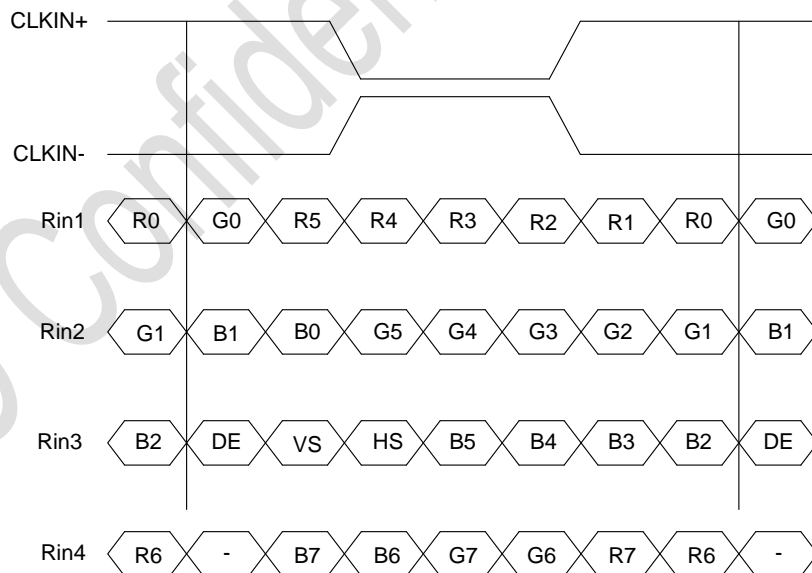 CLKIN+
CLKIN-
Rin1 R0 G0 R5 R4 R3 R2 R1 R0 G0
Rin2 G1 B1 B0 G5 G4 G3 G2 G1 B1
Rin3 B2 DE VS HS B5 B4 B3 B2 DE
Rin4 R6 - B7 B6 G7 G6 R7 R6 -